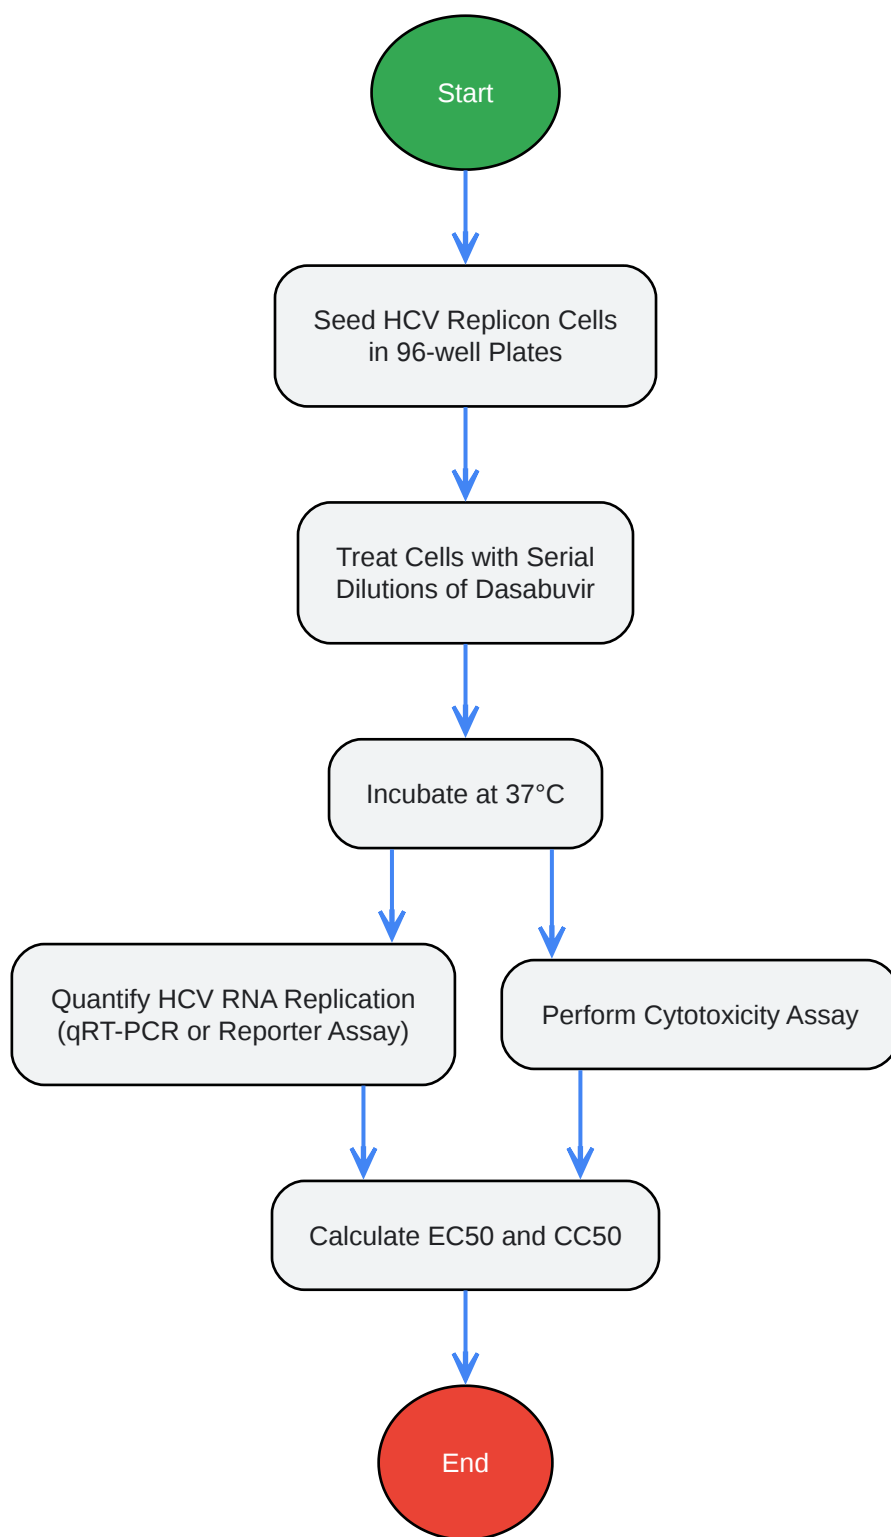 Start
Seed HCV Replicon Cells
in 96-well Plates
Treat Cells with Serial
Dilutions of Dasabuvir
Incubate at 37°C
Quantify HCV RNA Replication
(qRT-PCR or Reporter Assay)
Perform Cytotoxicity Assay
Calculate EC50 and CC50
End